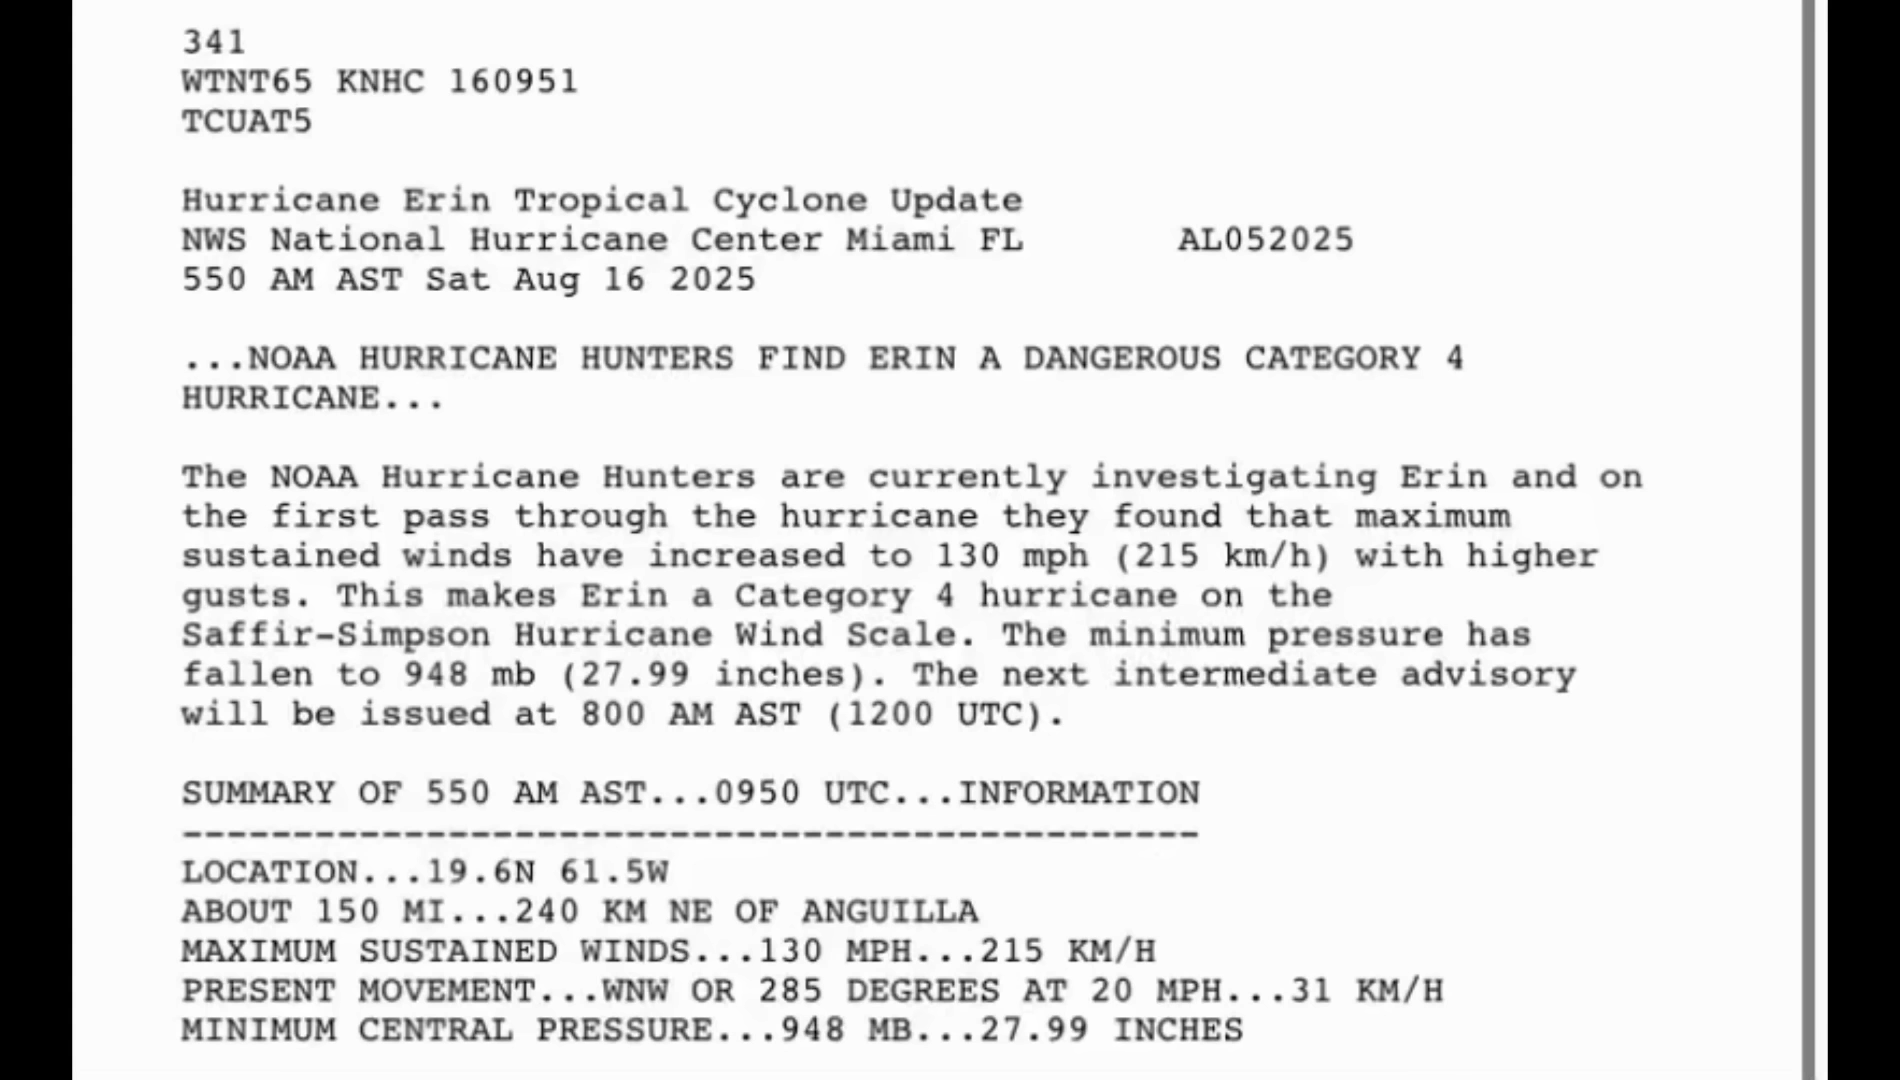 341
WTNT65 KNHC 160951
TCUAT5
Hurricane Erin Tropical Cyclone Update
NWS National Hurricane Center Miami FL AL052025
550 AM AST Sat Aug 16 2025
...NOAA HURRICANE HUNTERS FIND ERIN A DANGEROUS CATEGORY 4
HURRICANE...
The NOAA Hurricane Hunters are currently investigating Erin and on
the first pass through the hurricane they found that maximum
sustained winds have increased to 130 mph (215 km/h) with higher
gusts. This makes Erin a Category 4 hurricane on the
Saffir-Simpson Hurricane Wind Scale. The minimum pressure has
fallen to 948 mb (27.99 inches). The next intermediate advisory
will be issued at 800 AM AST (1200 UTC).
SUMMARY OF 550 AM AST...0950 UTC...INFORMATION
----------------------------------------------
LOCATION...19.6N 61.5W
ABOUT 150 MI...240 KM NE OF ANGUILLA
MAXIMUM SUSTAINED WINDS...130 MPH...215 KM/H
PRESENT MOVEMENT...WNW OR 285 DEGREES AT 20 MPH...31 KM/H
MINIMUM CENTRAL PRESSURE...948 MB...27.99 INCHES